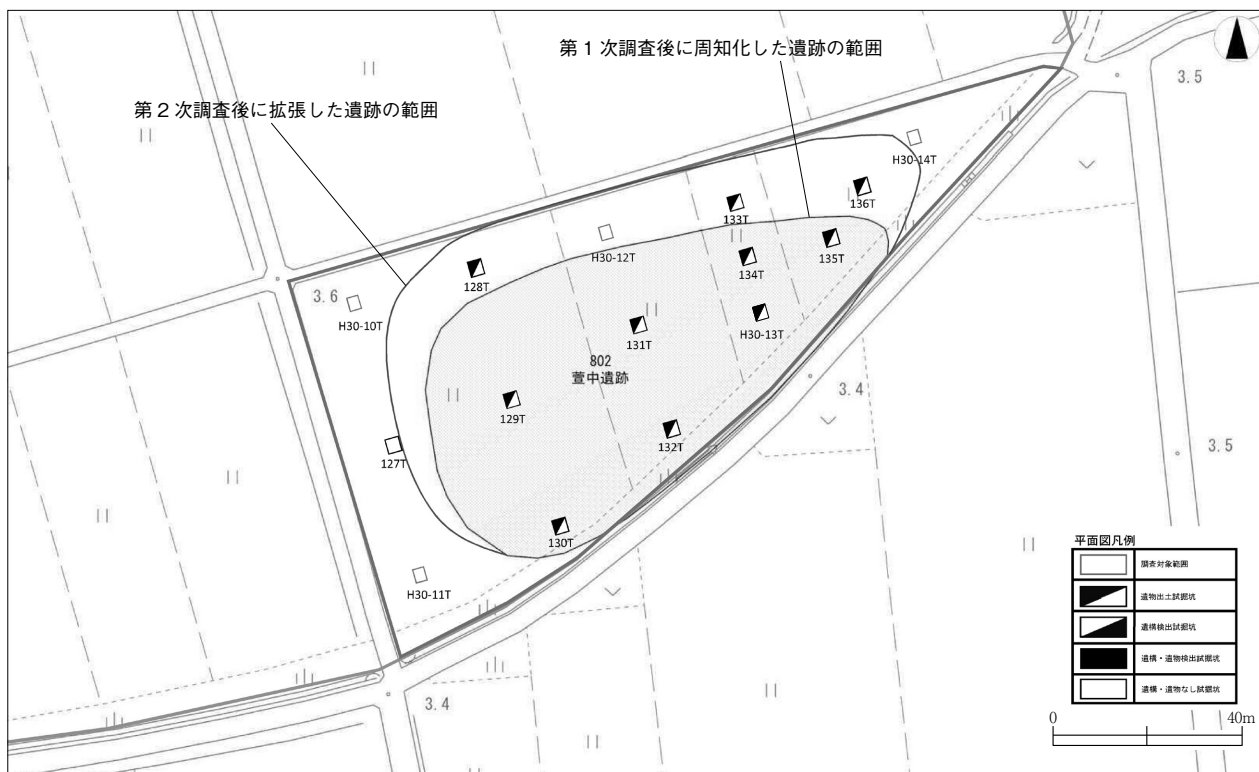 第1次調査後に周知化した遺跡の範囲
第2次調査後に拡張した遺跡の範囲
3.5
H30-14T
136T
133T
135T
H30-12T
134T
128T
3.6
H30-10T
H30-13T
131T
802
萱中遺跡
3.4
129T
132T
3.5
127T
130T
H30-11T
3.4
平面図凡例
調査対象範囲
遺物出土試掘坑
遺構検出試掘坑
遺構・遺物検出試掘坑
遺構・遺物なし試掘坑
0
40m